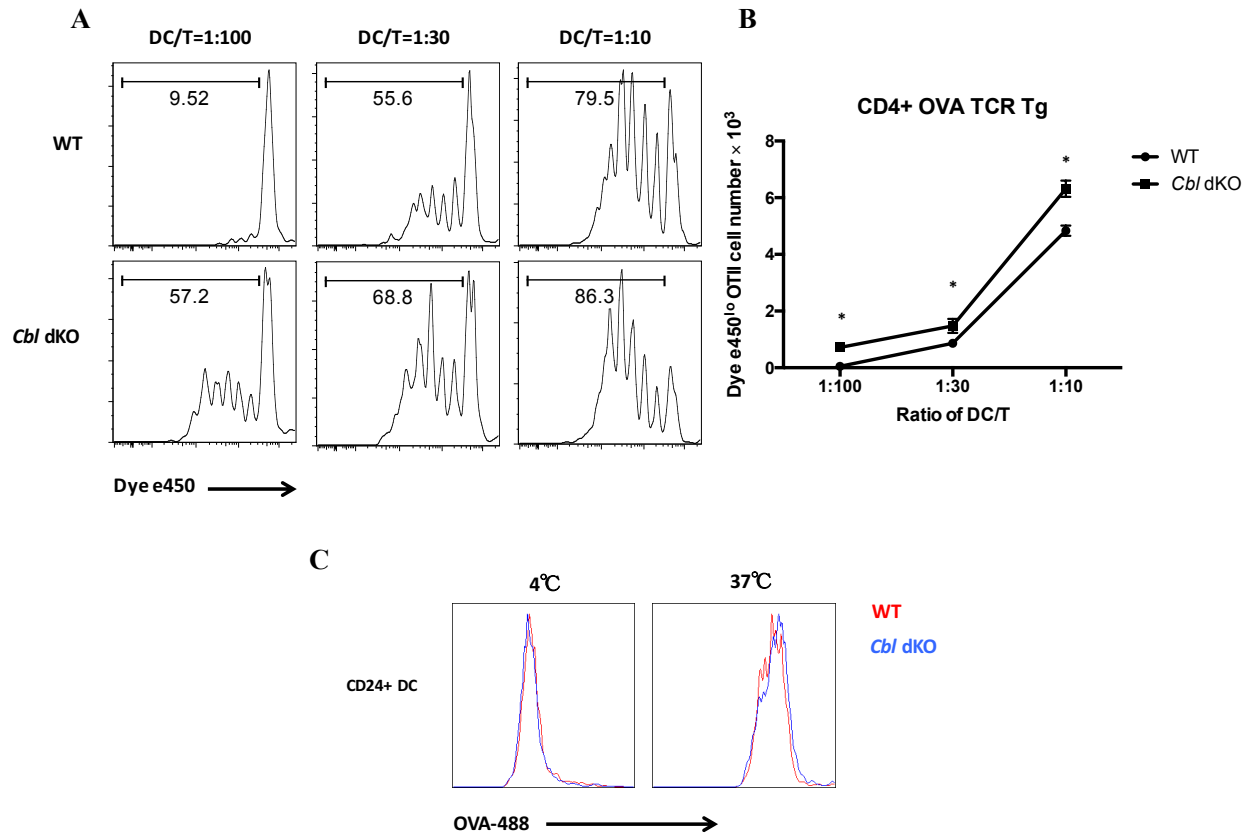 A
DC/T=1:100
DC/T=1:30
DC/T=1:10
WT
9.52
55.6
79.5
Cbl dKO
57.2
68.8
86.3
Dye e450
B
CD4+ OVA TCR Tg
Dye e450ˡᵒ OTII cell number × 10³
8
6
4
2
0
*
*
*
1:100
1:30
1:10
Ratio of DC/T
WT
Cbl dKO
C
4℃
37℃
WT
Cbl dKO
CD24+ DC
OVA-488